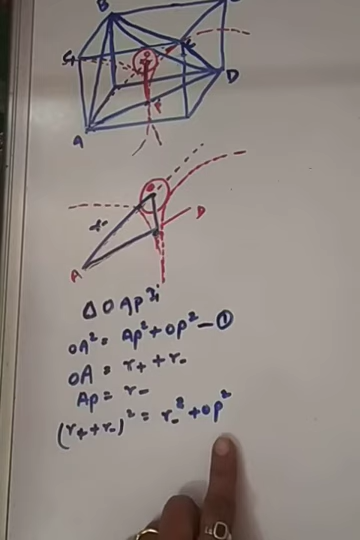 B
C
D
A
O
P
A
r-
Δ OAP में
OA² = AP² + OP² — ①
OA = r₊ + r₋
AP = r₋
(r₊ + r₋)² = r₋² + OP²